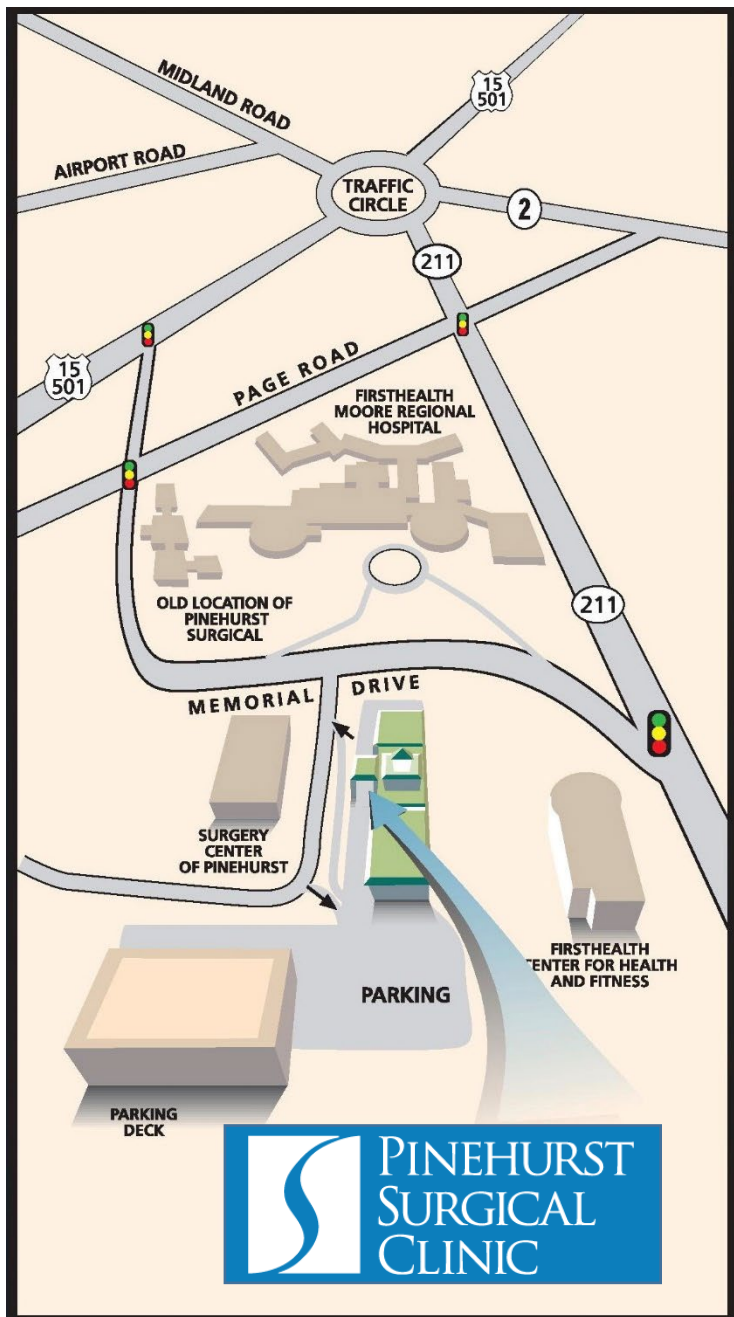 MIDLAND ROAD
15
501
AIRPORT ROAD
TRAFFIC
CIRCLE
2
211
15
501
PAGE ROAD
FIRSTHEALTH
MOORE REGIONAL
HOSPITAL
OLD LOCATION OF
PINEHURST
SURGICAL
211
MEMORIAL DRIVE
SURGERY
CENTER
OF PINEHURST
FIRSTHEALTH
CENTER FOR HEALTH
AND FITNESS
PARKING
PARKING
DECK
PINEHURST
SURGICAL
CLINIC